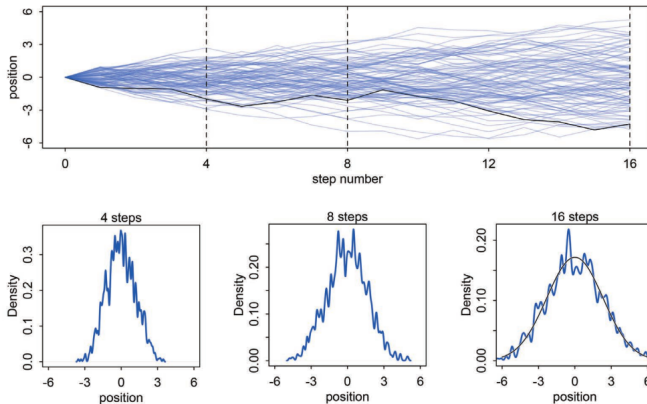 6
3
0
-3
-6
position
0 4 8 12 16
step number
4 steps
0.3
0.2
0.1
0.0
Density
-6 -3 0 3 6
position
8 steps
0.20
0.10
0.00
Density
-6 -3 0 3 6
position
16 steps
0.20
0.10
0.00
Density
-6 -3 0 3 6
position